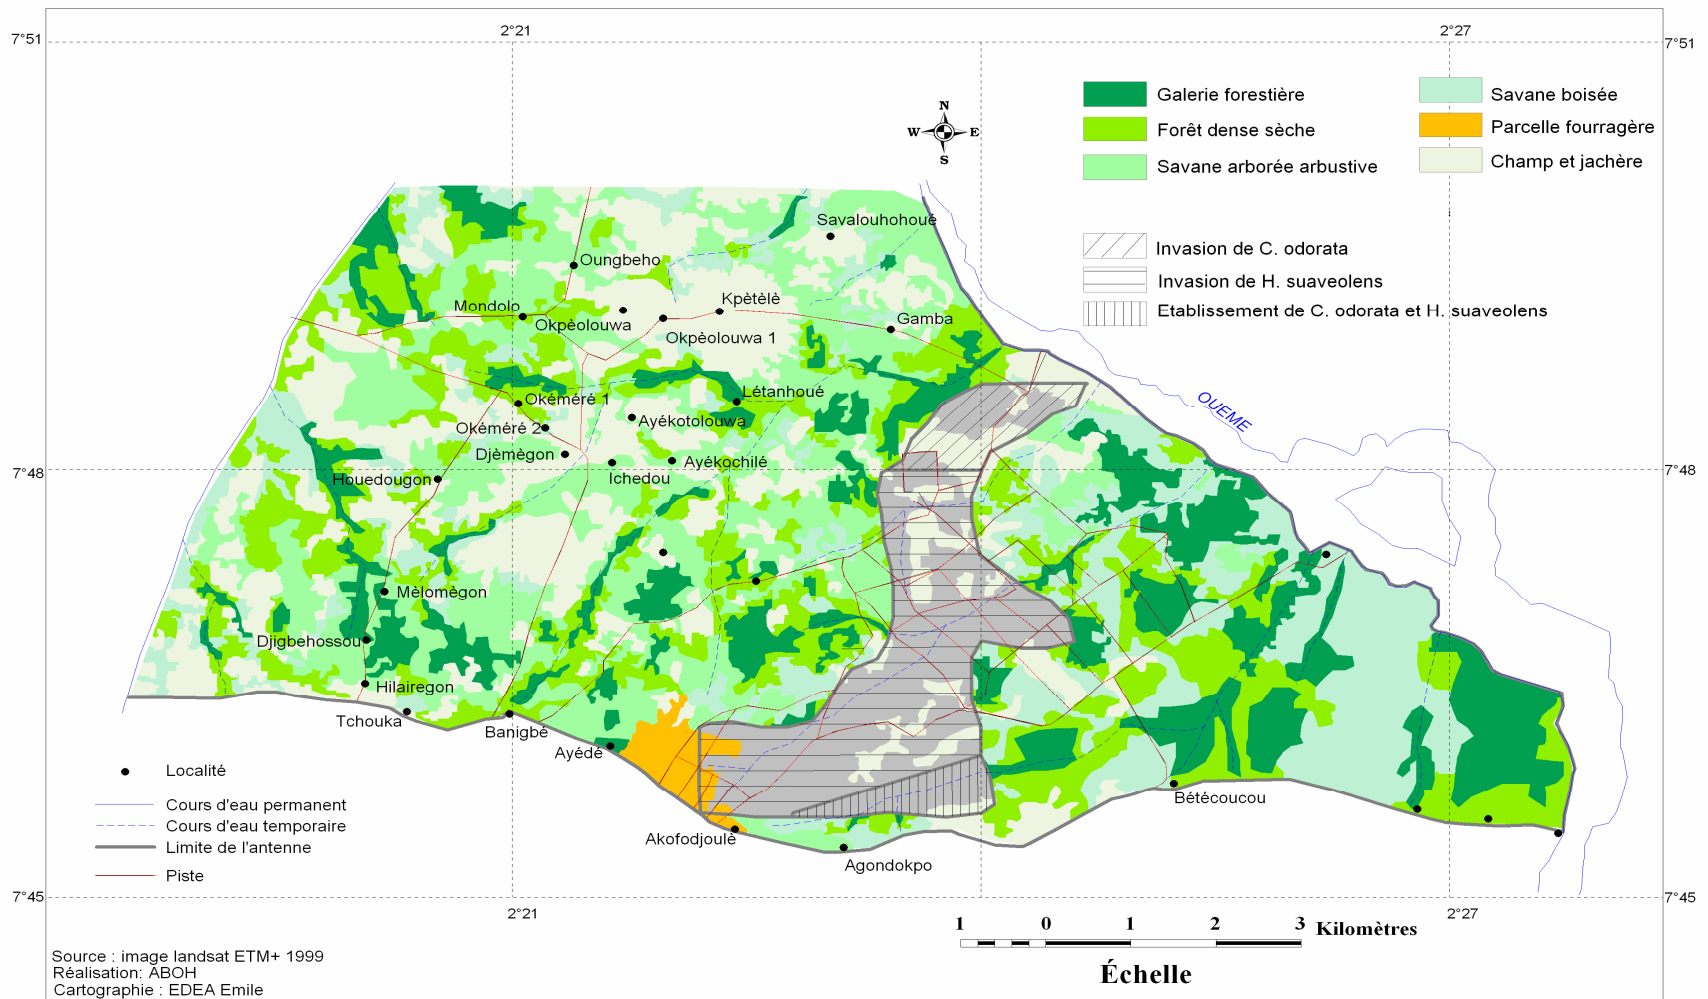 2°21
2°27
7°51
7°51
N
W
E
S
Galerie forestière
Savane boisée
Forêt dense sèche
Parcelle fourragère
Savane arborée arbustive
Champ et jachère
Invasion de C. odorata
Invasion de H. suaveolens
Etablissement de C. odorata et H. suaveolens
Savalouhohoué
Oungbeho
Mondolo
Okpèolouwa
Kpètèlè
Okpèolouwa 1
Gamba
Létanhoué
Okéméré 1
Okéméré 2
Ayékotolouwa
OUEME
Djèmègon
Ayékochilé
Ichedou
Houedougon
7°48
7°48
Mèlomègon
Djigbehossou
Hilairegon
Tchouka
Banigbé
Ayédé
Bétécoucou
Akofodjoulè
Agondokpo
Localité
Cours d'eau permanent
Cours d'eau temporaire
Limite de l'antenne
Piste
7°45
7°45
2°21
2°27
1 0 1 2 3 Kilomètres
Échelle
Source : image landsat ETM+ 1999
Réalisation: ABOH
Cartographie : EDEA Emile